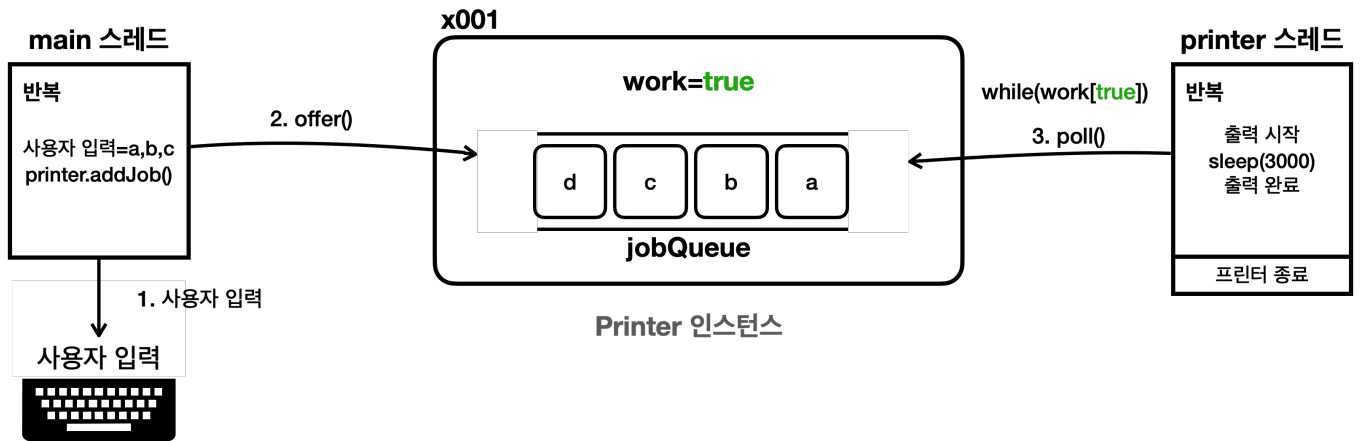 main 스레드
반복
사용자 입력=a,b,c
printer.addJob()
1. 사용자 입력
사용자 입력
2. offer()
x001
work=true
d c b a
jobQueue
Printer 인스턴스
while(work[true])
3. poll()
printer 스레드
반복
출력 시작
sleep(3000)
출력 완료
프린터 종료